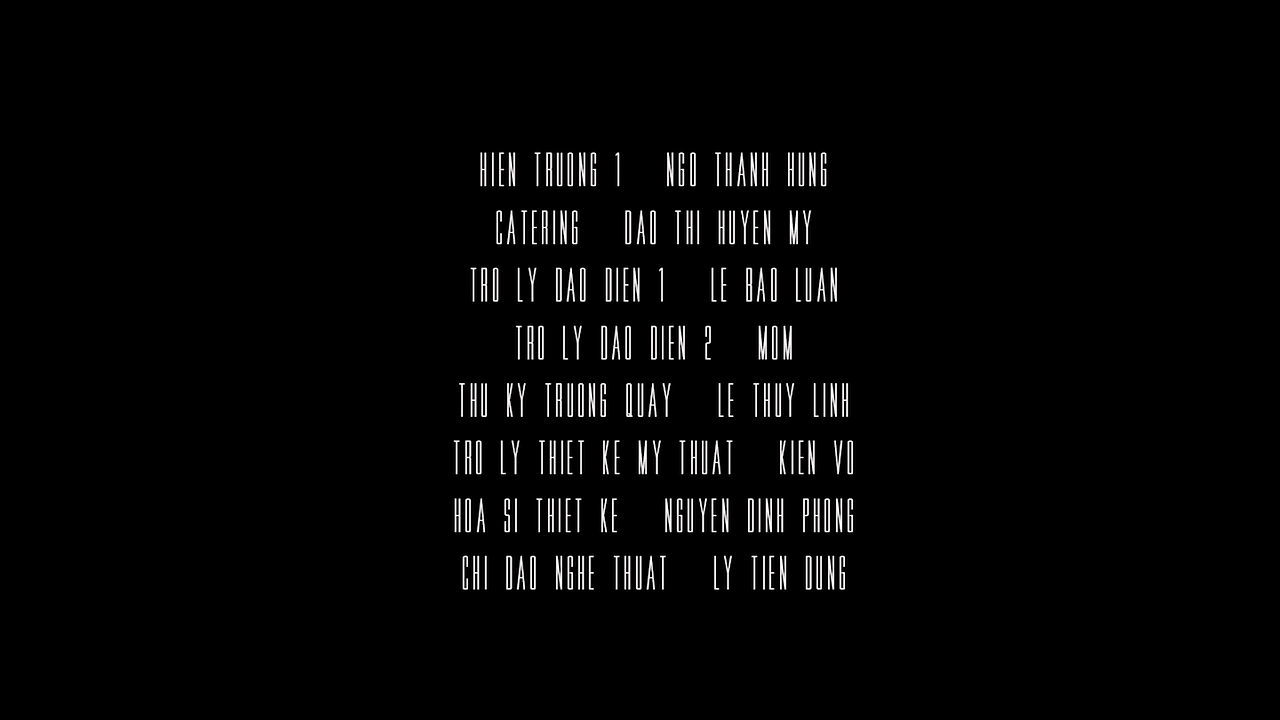 HIEN TRUONG 1 NGO THANH HUNG
CATERING DAO THI HUYEN MY
TRO LY DAO DIEN 1 LE BAO LUAN
TRO LY DAO DIEN 2 MOM
THU KY TRUONG QUAY LE THUY LINH
TRO LY THIET KE MY THUAT KIEN VO
HOA SI THIET KE NGUYEN DINH PHONG
CHI DAO NGHE THUAT LY TIEN DUNG